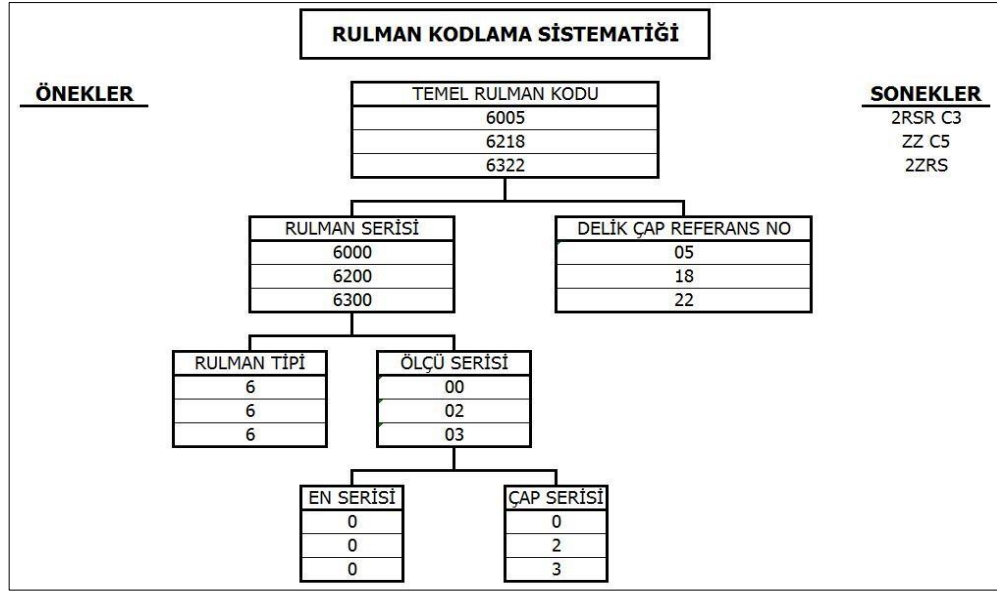 RULMAN KODLAMA SİSTEMATİĞİ
ÖNEKLER
TEMEL RULMAN KODU
6005
6218
6322
SONEKLER
2RSR C3
ZZ C5
2ZRS
RULMAN SERİSİ
6000
6200
6300
DELİK ÇAP REFERANS NO
05
18
22
RULMAN TİPİ
6
6
6
ÖLÇÜ SERİSİ
00
02
03
EN SERİSİ
0
0
0
ÇAP SERİSİ
0
2
3